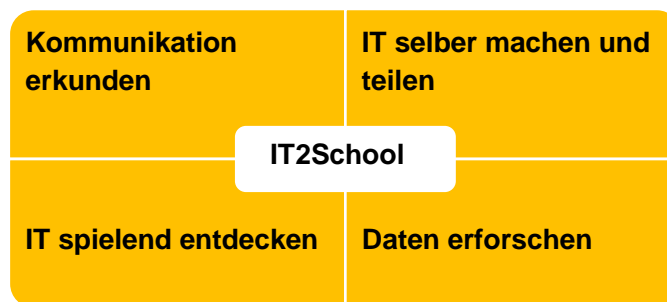 Kommunikation
erkunden
IT selber machen und
teilen
IT2School
IT spielend entdecken
Daten erforschen